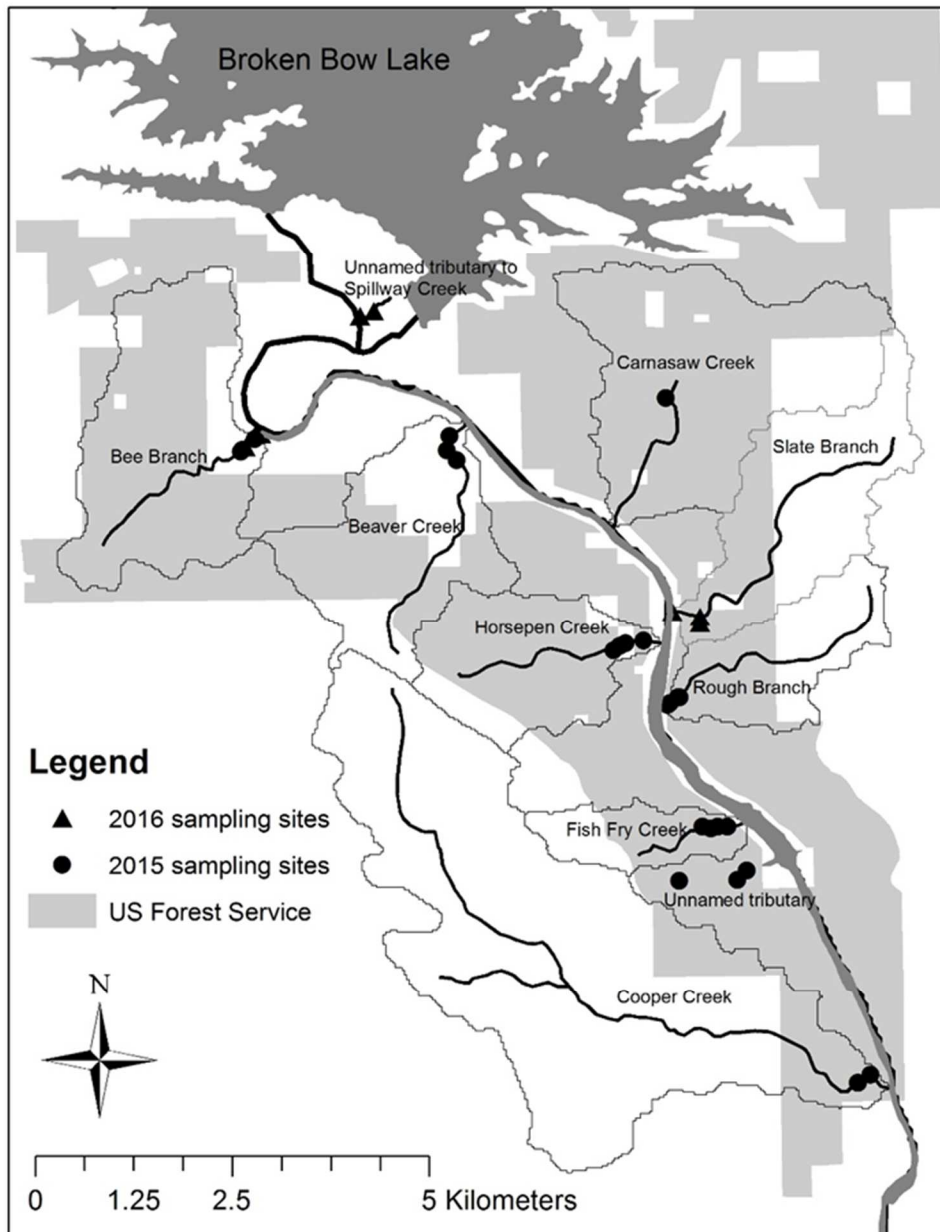 Broken Bow Lake
Unnamed tributary to
Spillway Creek
Carnasaw Creek
Slate Branch
Bee Branch
Beaver Creek
Horsepen Creek
Rough Branch
Legend
2016 sampling sites
2015 sampling sites
US Forest Service
Fish Fry Creek
Unnamed tributary
Cooper Creek
N
0 1.25 2.5 5 Kilometers